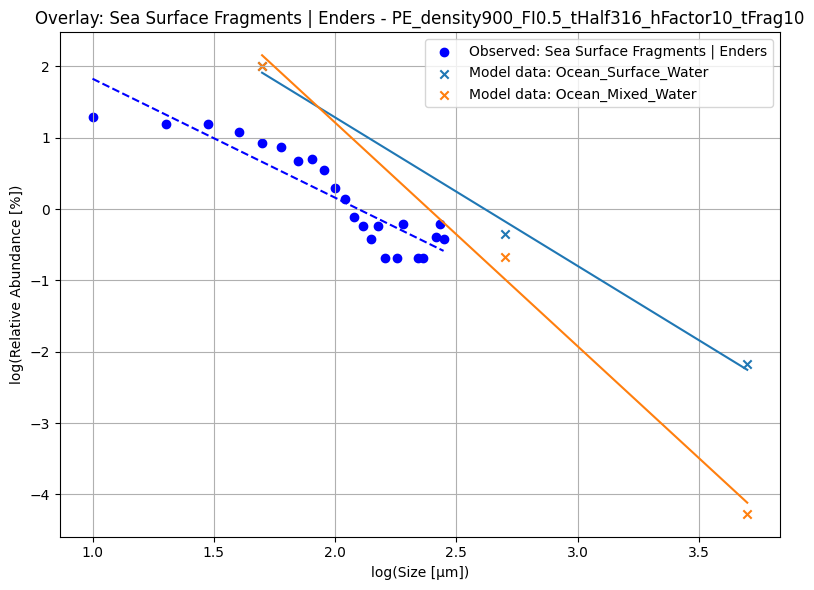 Overlay: Sea Surface Fragments | Enders - PE_density900_FI0.5_tHalf316_hFactor10_tFrag10
Observed: Sea Surface Fragments | Enders
Model data: Ocean_Surface_Water
Model data: Ocean_Mixed_Water
log(Relative Abundance [%])
2
1
0
−1
−2
−3
−4
1.0 1.5 2.0 2.5 3.0 3.5
log(Size [μm])